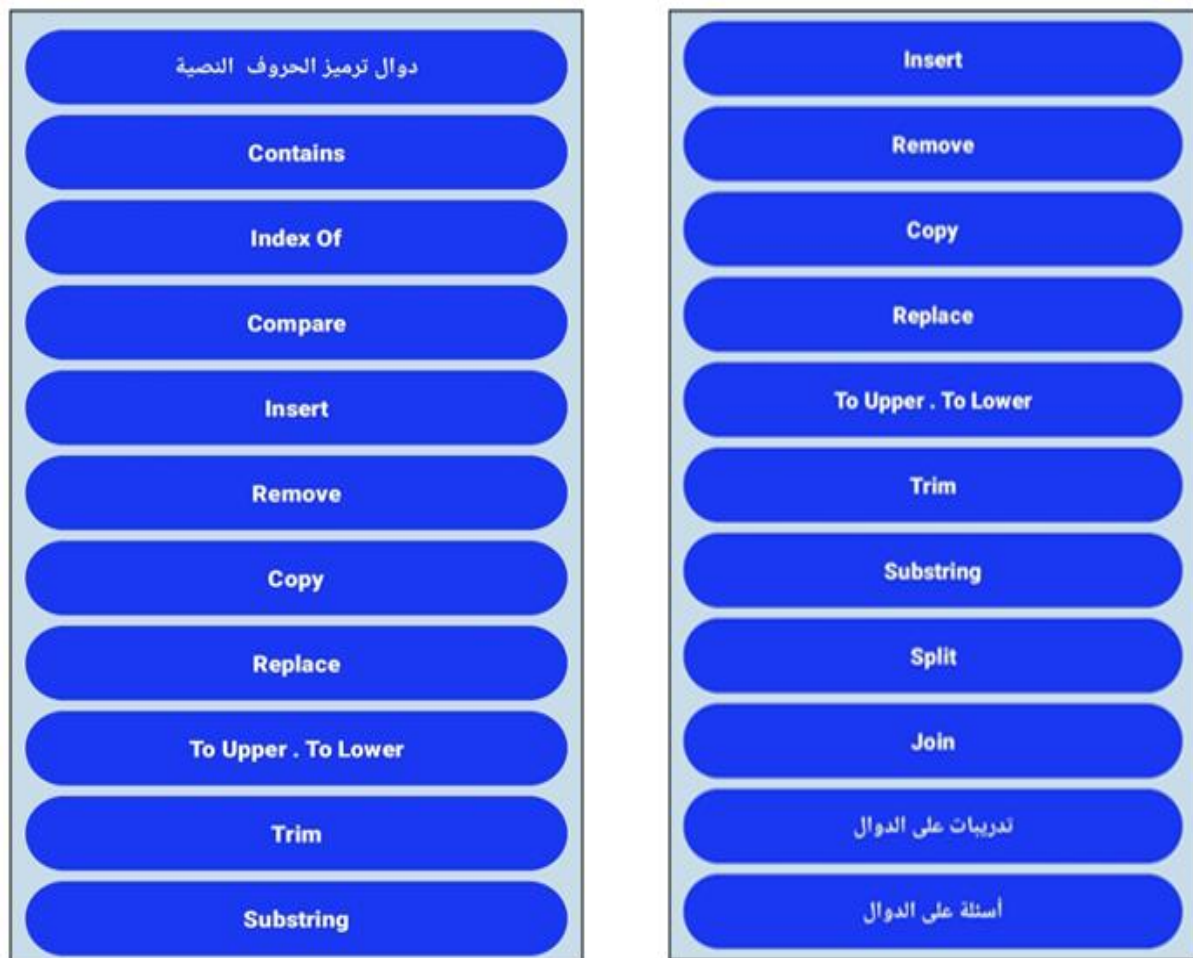 دوال ترميز الحروف النصية
Contains
Index Of
Compare
Insert
Remove
Copy
Replace
To Upper . To Lower
Trim
Substring
Insert
Remove
Copy
Replace
To Upper . To Lower
Trim
Substring
Split
Join
تدريبات على الدوال
أسئلة على الدوال